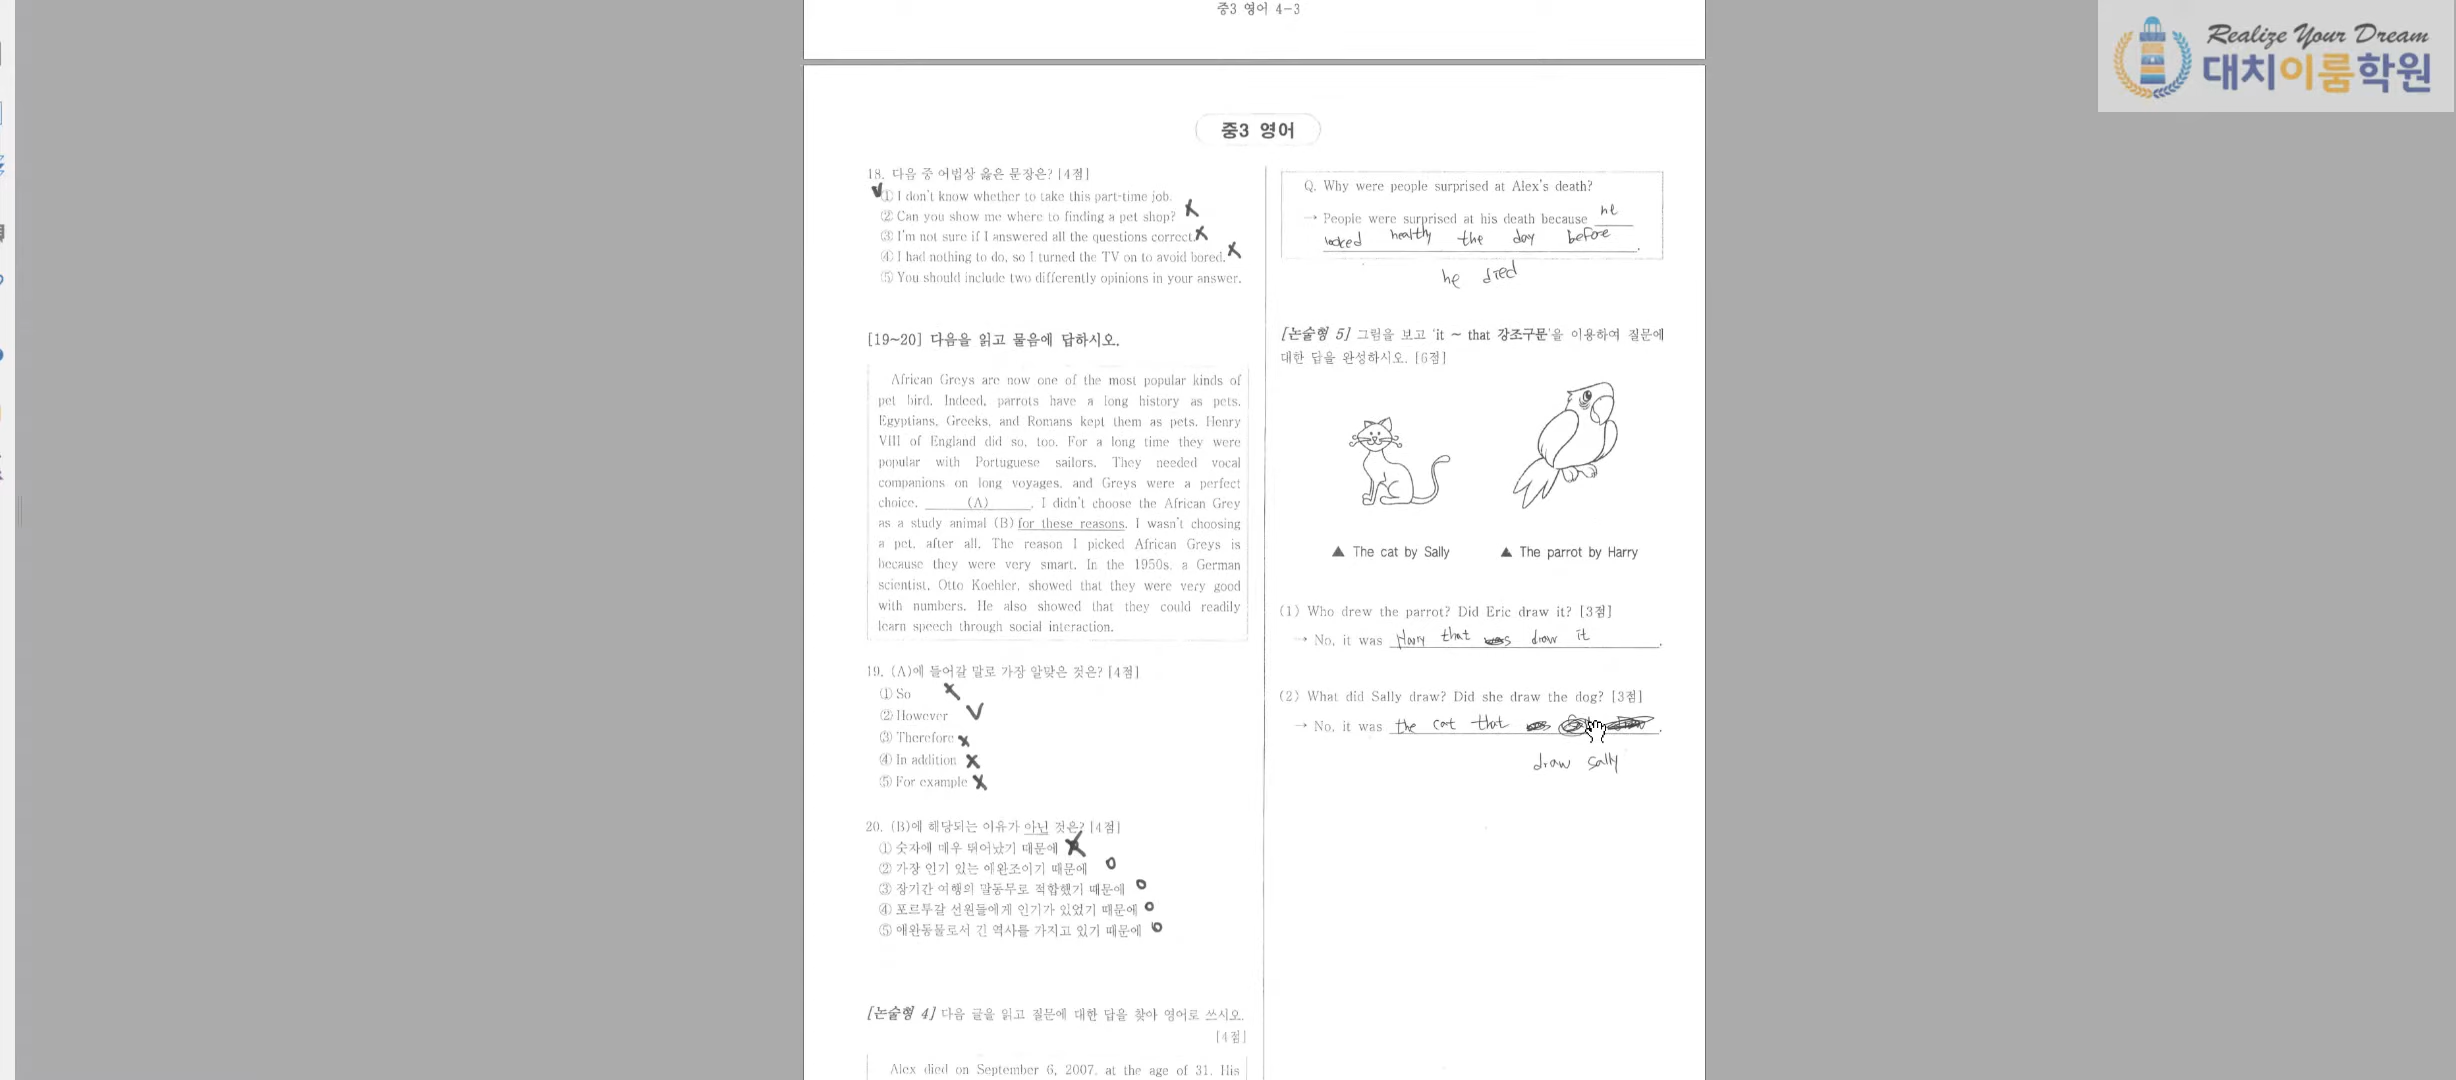 중3 영어 4-3
Realize Your Dream
대치이룸학원
중3 영어
18. 다음 중 어법상 옳은 문장은? [4점]
① I don't know whether to take this part-time job.
② Can you show me where to finding a pet shop?
③ I'm not sure if I answered all the questions correct.
④ I had nothing to do, so I turned the TV on to avoid bored.
⑤ You should include two differently opinions in your answer.
[19~20] 다음을 읽고 물음에 답하시오.
African Greys are now one of the most popular kinds of
pet bird. Indeed, parrots have a long history as pets.
Egyptians, Greeks, and Romans kept them as pets. Henry
VIII of England did so, too. For a long time they were
popular with Portuguese sailors. They needed vocal
companions on long voyages, and Greys were a perfect
choice. (A) . I didn't choose the African Grey
as a study animal (B) for these reasons. I wasn't choosing
a pet, after all. The reason I picked African Greys is
because they were very smart. In the 1950s, a German
scientist, Otto Koehler, showed that they were very good
with numbers. He also showed that they could readily
learn speech through social interaction.
19. (A)에 들어갈 말로 가장 알맞은 것은? [4점]
① So
② However
③ Therefore
④ In addition
⑤ For example
20. (B)에 해당되는 이유가 아닌 것은? [4점]
① 숫자에 매우 뛰어났기 때문에
② 가장 인기 있는 애완조이기 때문에
③ 장기간 여행의 말동무로 적합했기 때문에
④ 포르투갈 선원들에게 인기가 있었기 때문에
⑤ 애완동물로서 긴 역사를 가지고 있기 때문에
[논술형 4] 다음 글을 읽고 질문에 대한 답을 찾아 영어로 쓰시오.
[4점]
Alex died on September 6, 2007, at the age of 31. His
Q. Why were people surprised at Alex's death?
→ People were surprised at his death because he
looked healthy the day before
he died
[논술형 5] 그림을 보고 'it ~ that 강조구문'을 이용하여 질문에
대한 답을 완성하시오. [6점]
▲ The cat by Sally
▲ The parrot by Harry
(1) Who drew the parrot? Did Eric draw it? [3점]
→ No, it was Harry that draw it .
(2) What did Sally draw? Did she draw the dog? [3점]
→ No, it was the cat that .
draw sally